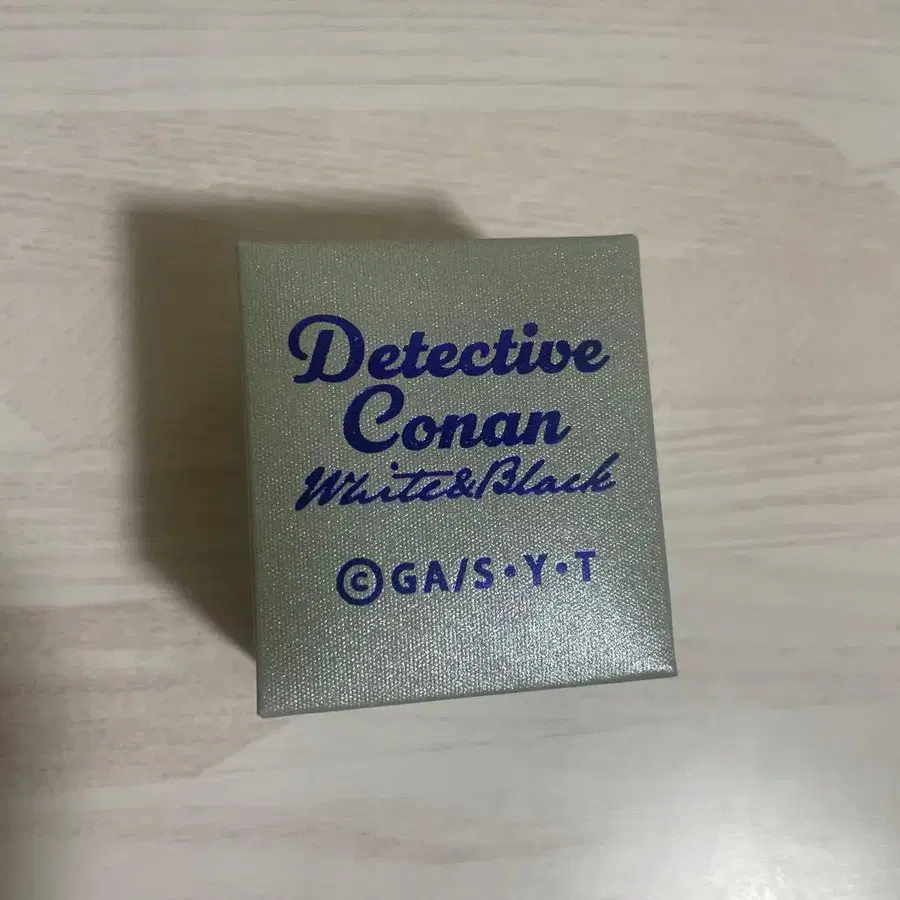 Detective
Conan
White&Black
©GA/S・Y・T